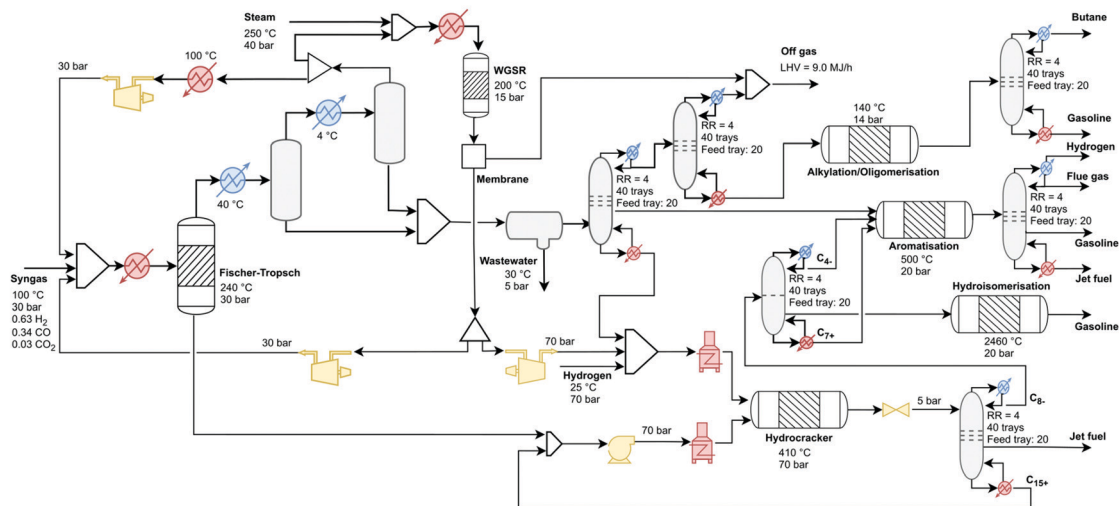 Steam
250 °C
40 bar
30 bar
100 °C
WGSR
200 °C
15 bar
Off gas
LHV = 9.0 MJ/h
Butane
RR = 4
40 trays
Feed tray: 20
Gasoline
4 °C
40 °C
Membrane
RR = 4
40 trays
Feed tray: 20
140 °C
14 bar
Alkylation/Oligomerisation
RR = 4
40 trays
Feed tray: 20
Hydrogen
Flue gas
RR = 4
40 trays
Feed tray: 20
Gasoline
Jet fuel
Aromatisation
500 °C
20 bar
Syngas
100 °C
30 bar
0.63 H2
0.34 CO
0.03 CO2
Fischer-Tropsch
240 °C
30 bar
Wastewater
30 °C
5 bar
C4-
RR = 4
40 trays
Feed tray: 20
C7+
Hydroisomerisation
2460 °C
20 bar
Gasoline
30 bar
70 bar
Hydrogen
25 °C
70 bar
70 bar
Hydrocracker
410 °C
70 bar
5 bar
C8-
RR = 4
40 trays
Feed tray: 20
Jet fuel
C15+